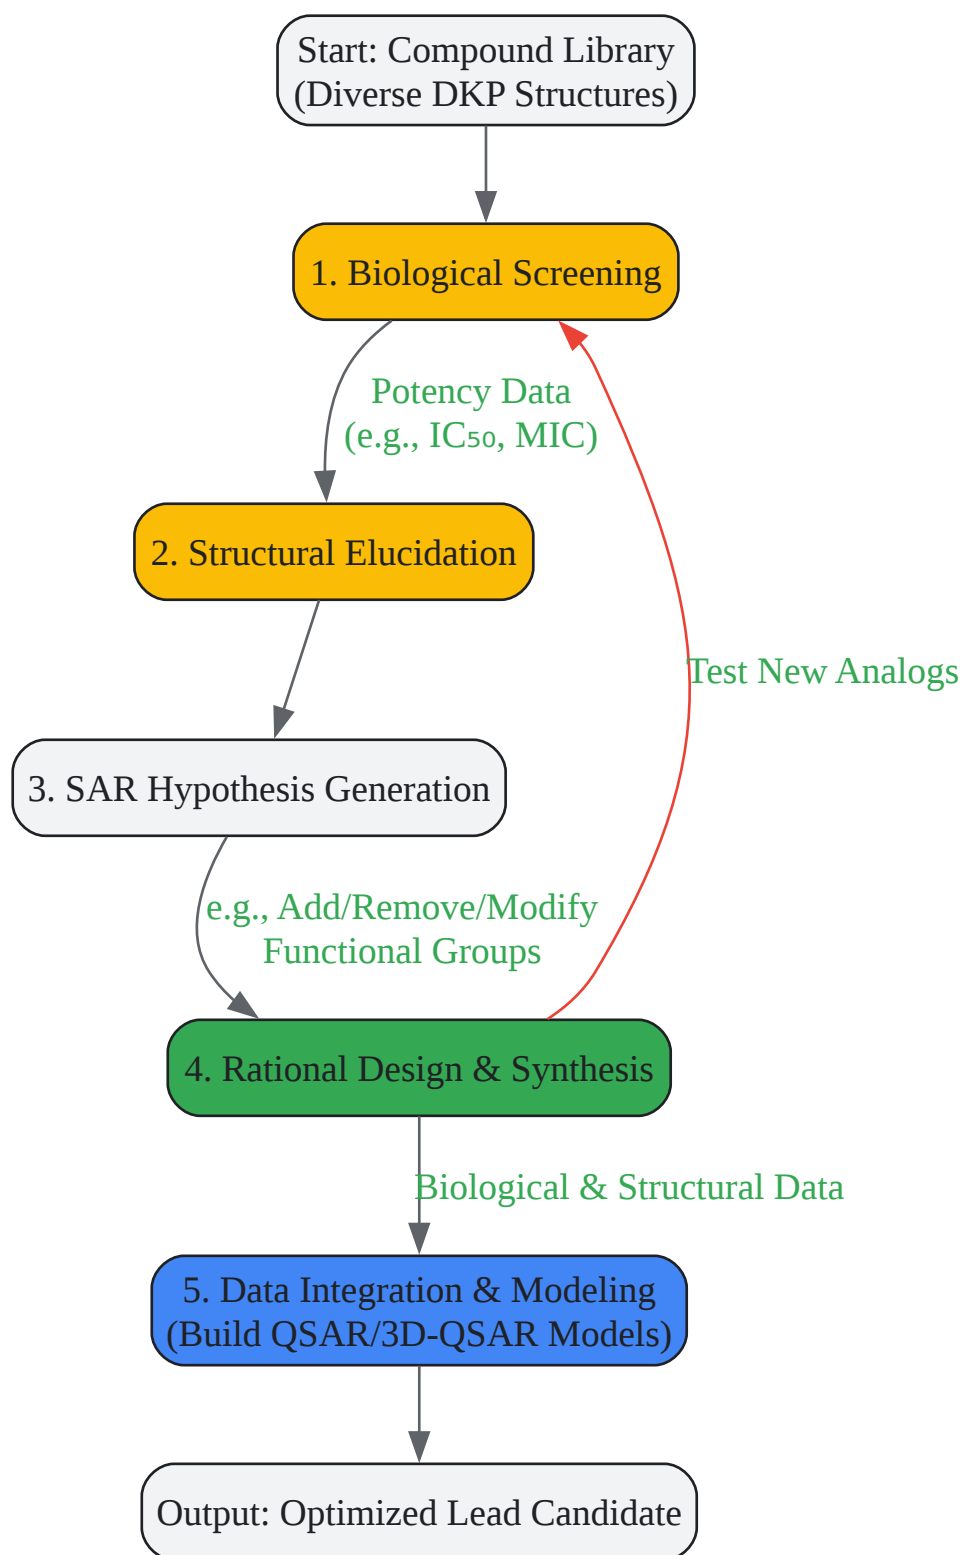 Start: Compound Library
(Diverse DKP Structures)
1. Biological Screening
Potency Data
(e.g., IC₅₀, MIC)
2. Structural Elucidation
Test New Analogs
3. SAR Hypothesis Generation
e.g., Add/Remove/Modify
Functional Groups
4. Rational Design & Synthesis
Biological & Structural Data
5. Data Integration & Modeling
(Build QSAR/3D-QSAR Models)
Output: Optimized Lead Candidate